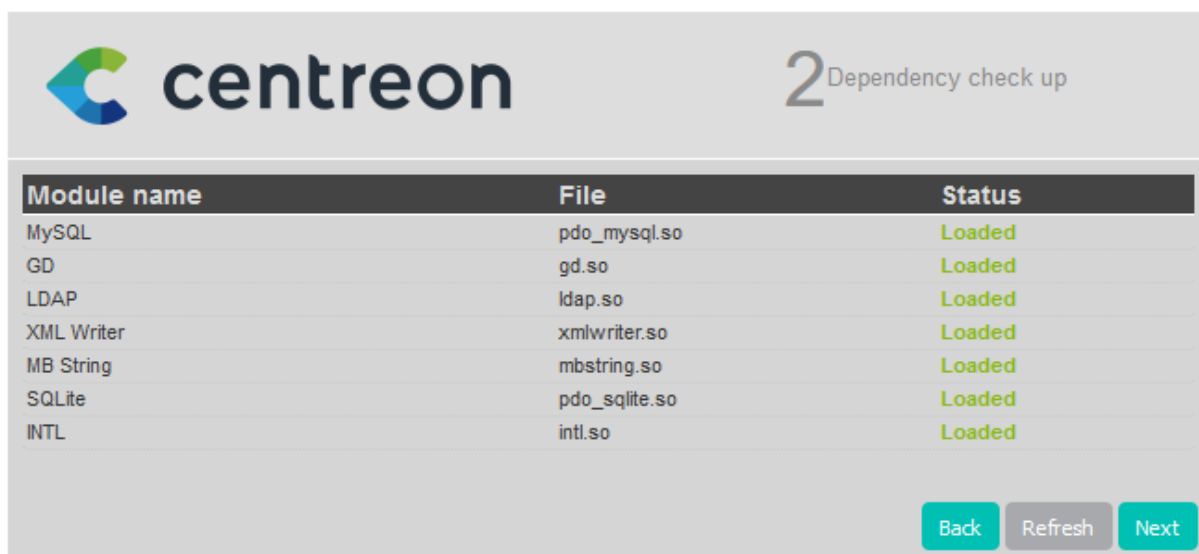 centreon
2 Dependency check up
Module name File Status
MySQL pdo_mysql.so Loaded
GD gd.so Loaded
LDAP ldap.so Loaded
XML Writer xmlwriter.so Loaded
MB String mbstring.so Loaded
SQLite pdo_sqlite.so Loaded
INTL intl.so Loaded
Back Refresh Next